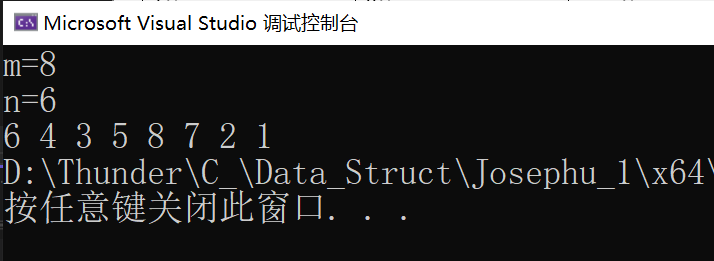 Microsoft Visual Studio 调试控制台
m=8
n=6
6 4 3 5 8 7 2 1
D:\Thunder\C_\Data_Struct\Josephu_1\x64\
按任意键关闭此窗口. . .